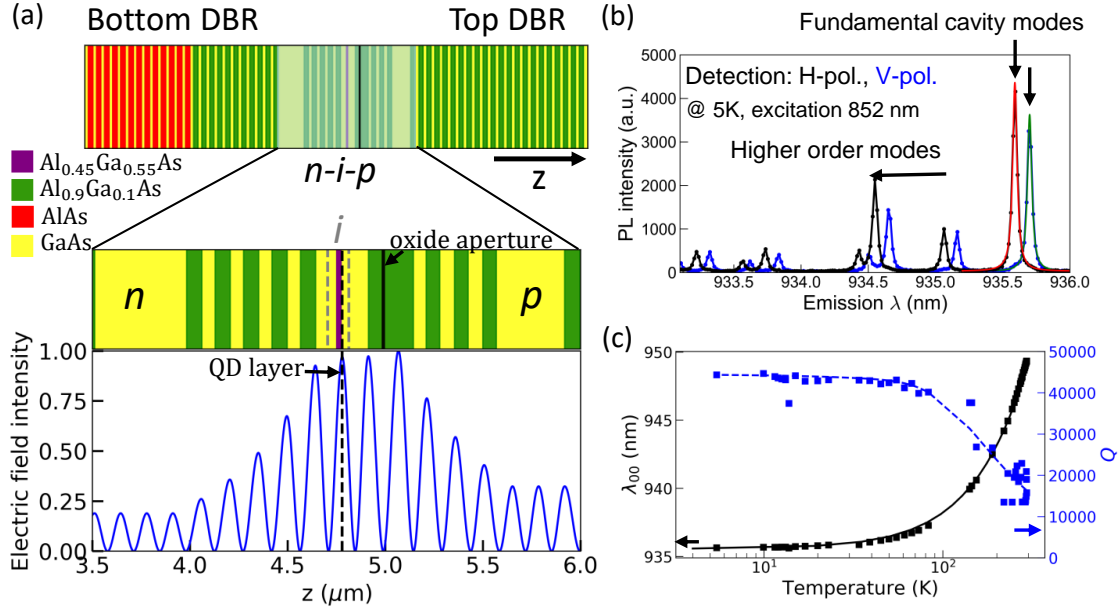 (a)
Bottom DBR
Top DBR
n-i-p
z
Al0.45Ga0.55As
Al0.9Ga0.1As
AlAs
GaAs
i
oxide aperture
n
p
QD layer
Electric field intensity
1.00
0.75
0.50
0.25
0.00
3.5 4.0 4.5 5.0 5.5 6.0
z (μm)
(b)
Fundamental cavity modes
Detection: H-pol., V-pol.
@ 5K, excitation 852 nm
Higher order modes
PL intensity (a.u.)
5000
4000
3000
2000
1000
0
933.5 934.0 934.5 935.0 935.5 936.0
Emission λ (nm)
(c)
λ00 (nm)
950
945
940
935
Q
50000
40000
30000
20000
10000
0
10^1 10^2
Temperature (K)